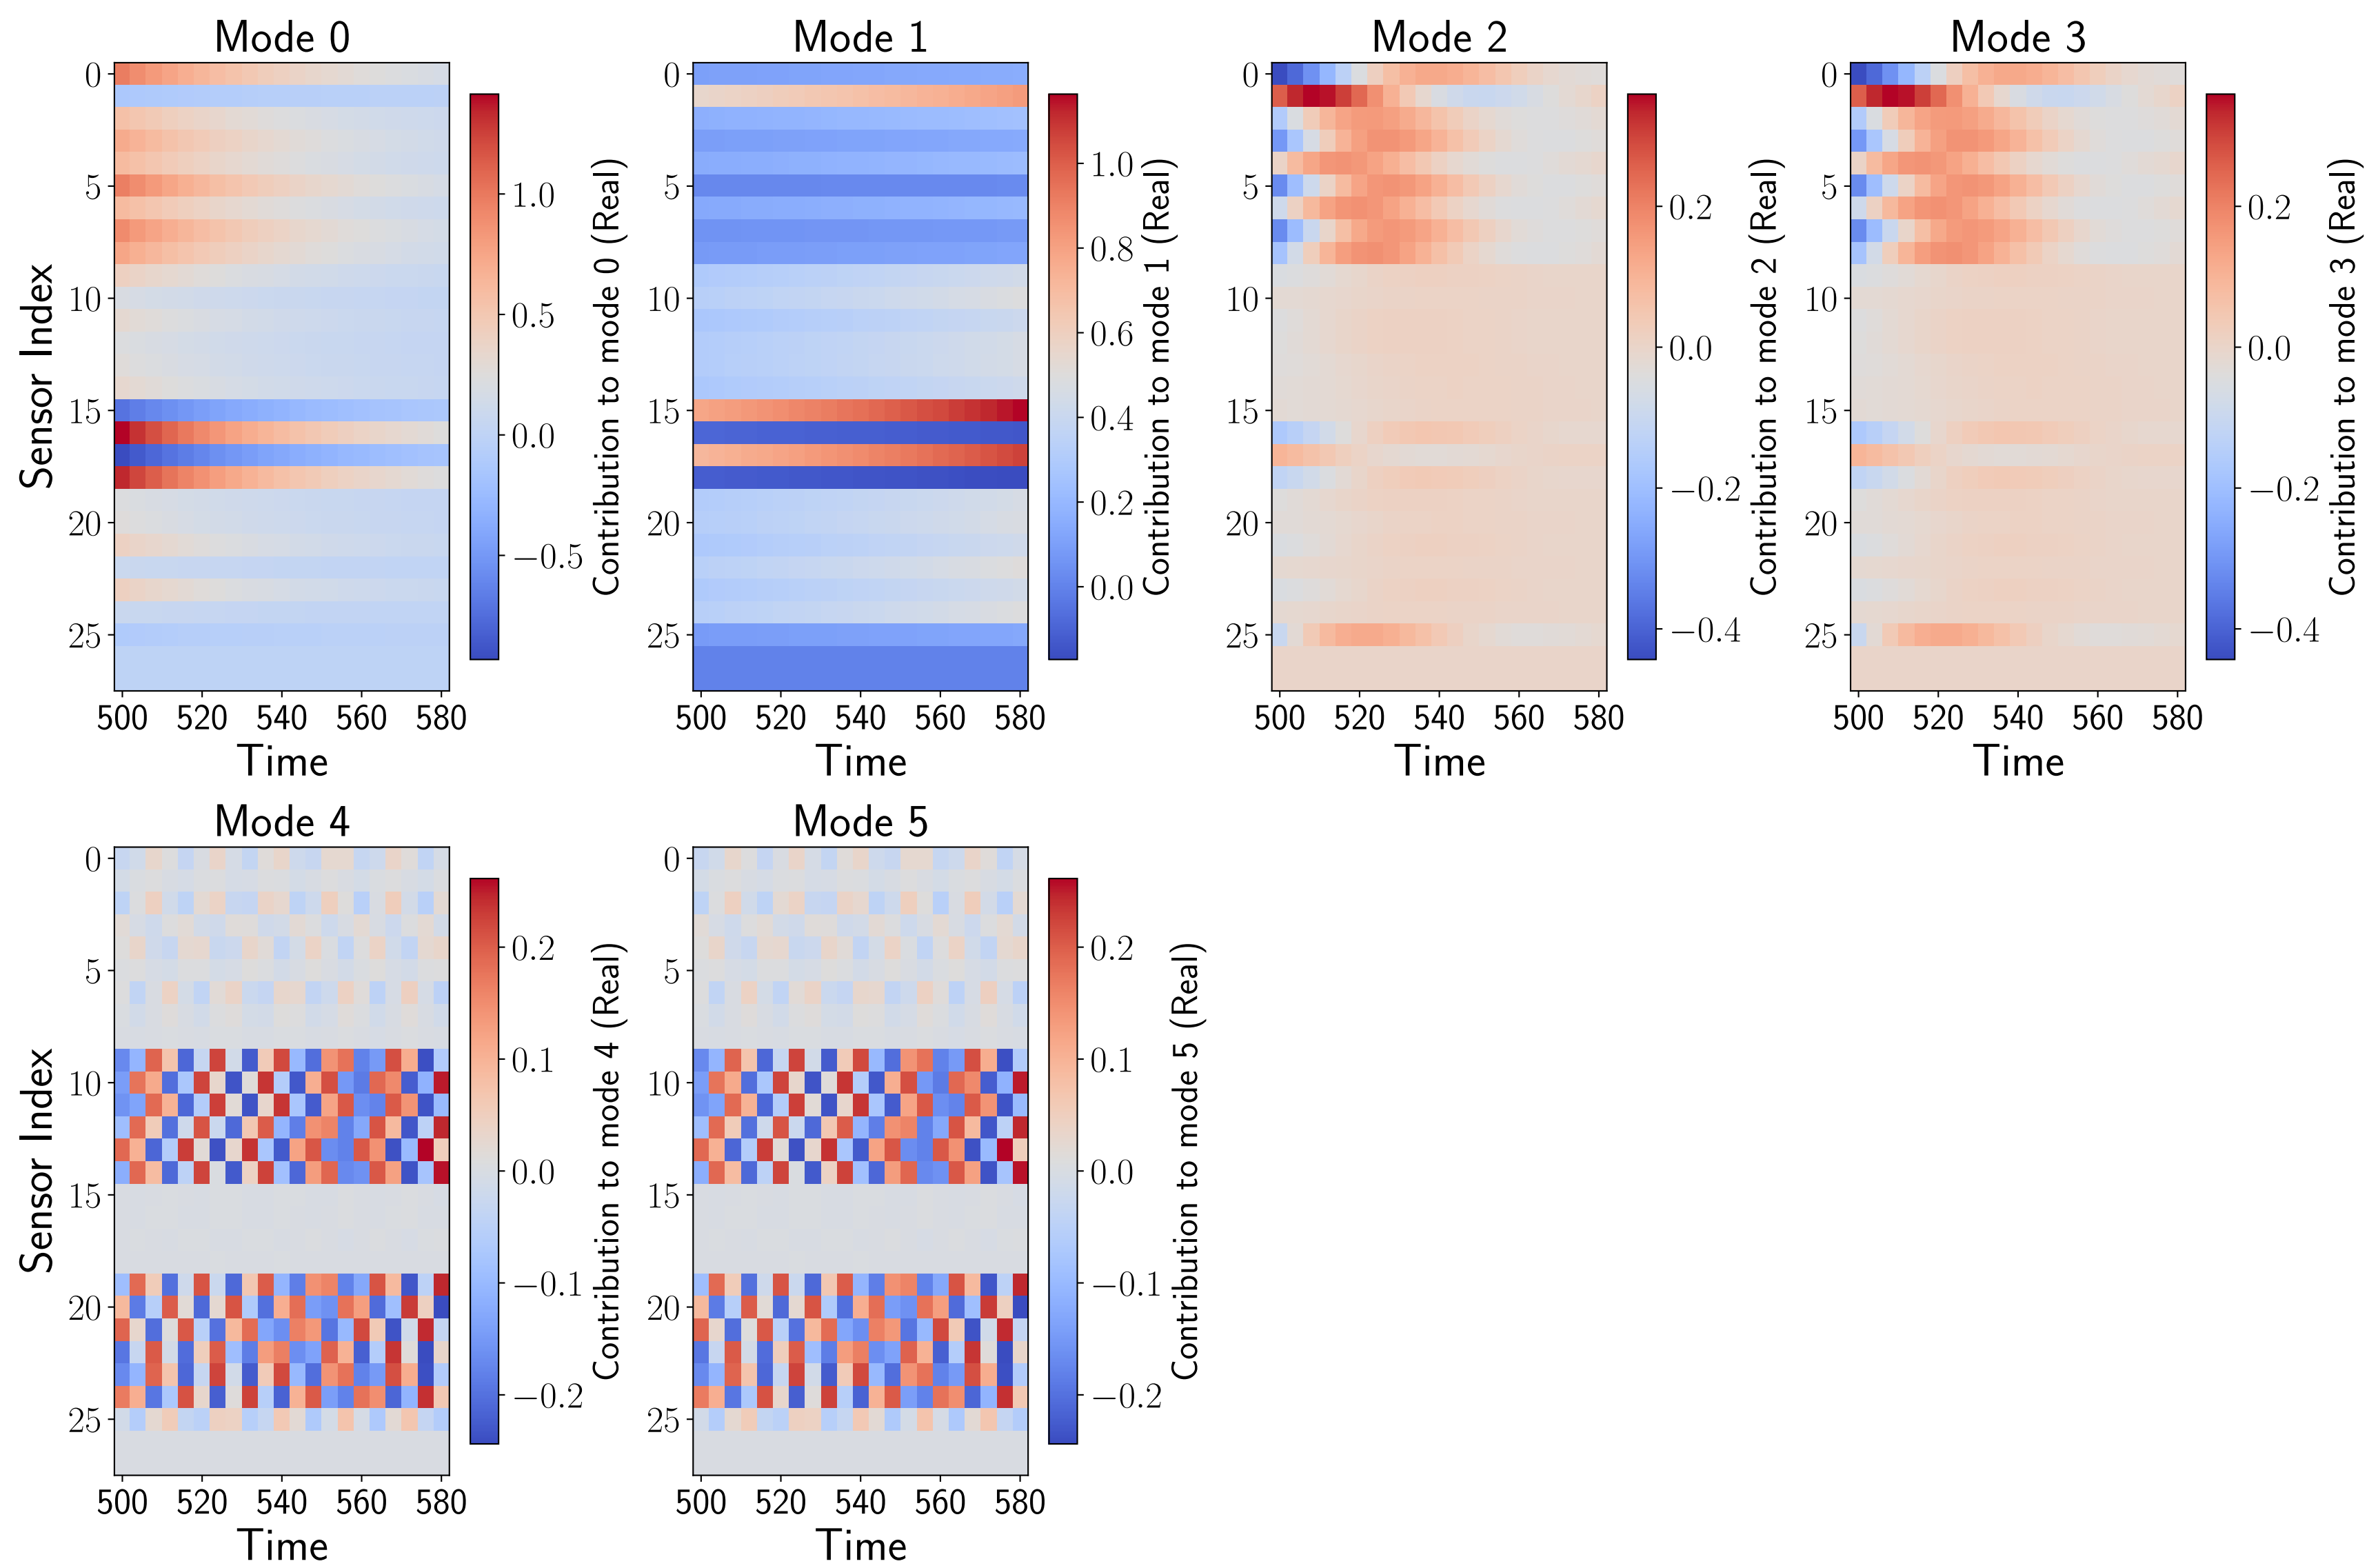 Mode 0
Mode 1
Mode 2
Mode 3
Sensor Index
0
5
10
15
20
25
500 520 540 560 580
Time
1.0
0.5
0.0
−0.5
Contribution to mode 0 (Real)
0
5
10
15
20
25
500 520 540 560 580
Time
1.0
0.8
0.6
0.4
0.2
0.0
Contribution to mode 1 (Real)
0
5
10
15
20
25
500 520 540 560 580
Time
0.2
0.0
−0.2
−0.4
Contribution to mode 2 (Real)
0
5
10
15
20
25
500 520 540 560 580
Time
0.2
0.0
−0.2
−0.4
Contribution to mode 3 (Real)
Mode 4
Mode 5
Sensor Index
0
5
10
15
20
25
500 520 540 560 580
Time
0.2
0.1
0.0
−0.1
−0.2
Contribution to mode 4 (Real)
0
5
10
15
20
25
500 520 540 560 580
Time
0.2
0.1
0.0
−0.1
−0.2
Contribution to mode 5 (Real)